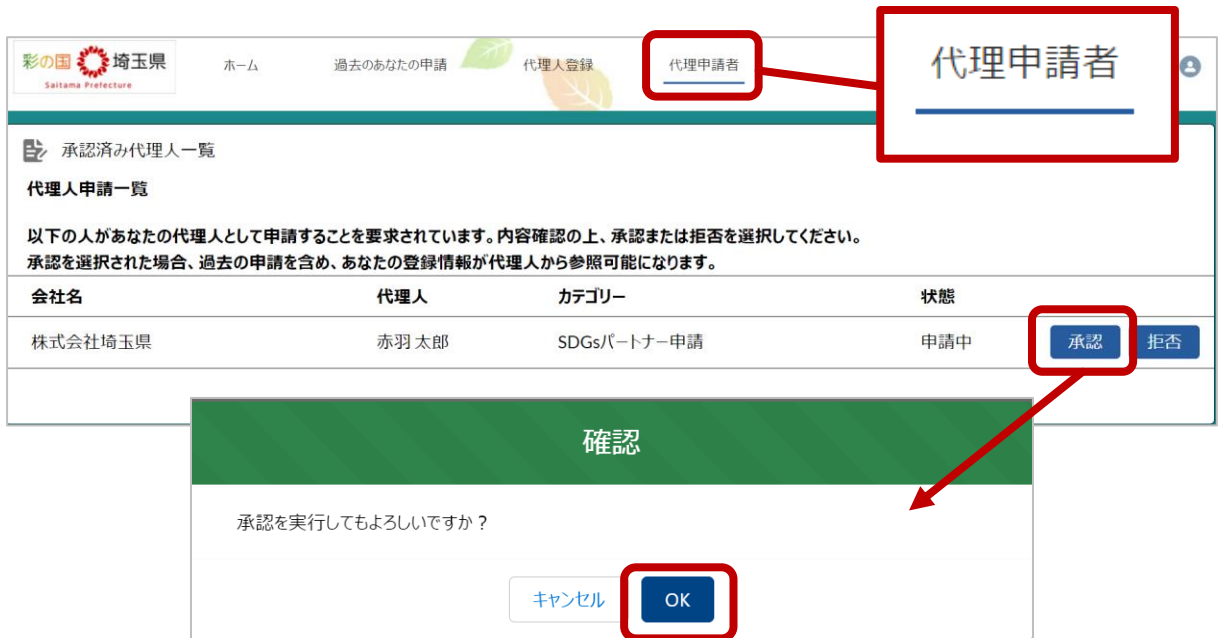 彩の国 埼玉県
Saitama Prefecture
ホーム
過去のあなたの申請
代理人登録
代理申請者
代理申請者
承認済み代理人一覧
代理人申請一覧
以下の人があなたの代理人として申請することを要求されています。内容確認の上、承認または拒否を選択してください。
承認を選択された場合、過去の申請を含め、あなたの登録情報が代理人から参照可能になります。
会社名 代理人 カテゴリー 状態
株式会社埼玉県 赤羽 太郎 SDGsパートナー申請 申請中 承認 拒否
確認
承認を実行してもよろしいですか？
キャンセル OK